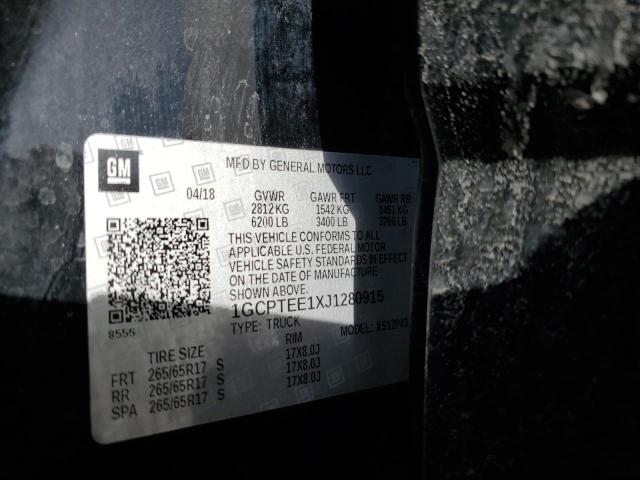 GM
MFD BY GENERAL MOTORS LLC
04/18 GVWR GAWR FRT GAWR RR
2812 KG 1542 KG 1451 KG
6200 LB 3400 LB 3200 LB
THIS VEHICLE CONFORMS TO ALL
APPLICABLE U.S. FEDERAL MOTOR
VEHICLE SAFETY STANDARDS IN EFFECT
ON THE DATE OF MANUFACTURE
SHOWN ABOVE.
1GCPTEE1XJ1280915
TYPE: TRUCK MODEL:
8555
TIRE SIZE RIM
FRT 265/65R17 S 17X8.0J
RR 265/65R17 S 17X8.0J
SPA 265/65R17 S 17X8.0J